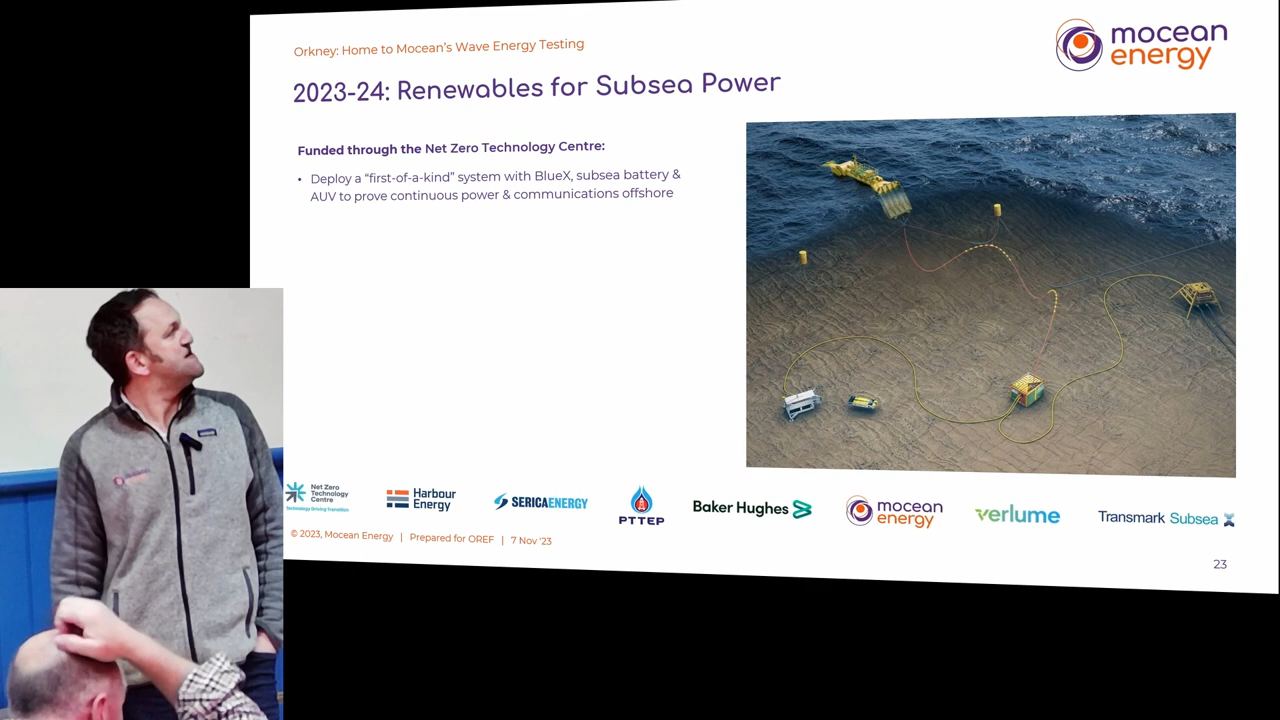 Orkney: Home to Mocean's Wave Energy Testing
mocean
energy
2023-24: Renewables for Subsea Power
Funded through the Net Zero Technology Centre:
• Deploy a "first-of-a-kind" system with BlueX, subsea battery &
AUV to prove continuous power & communications offshore
Net Zero
Technology
Centre
Technology Driving Transition
Harbour
Energy
SERICAENERGY
PTTEP
Baker Hughes
mocean
energy
verlume
Transmark Subsea
© 2023, Mocean Energy | Prepared for OREF | 7 Nov '23
23